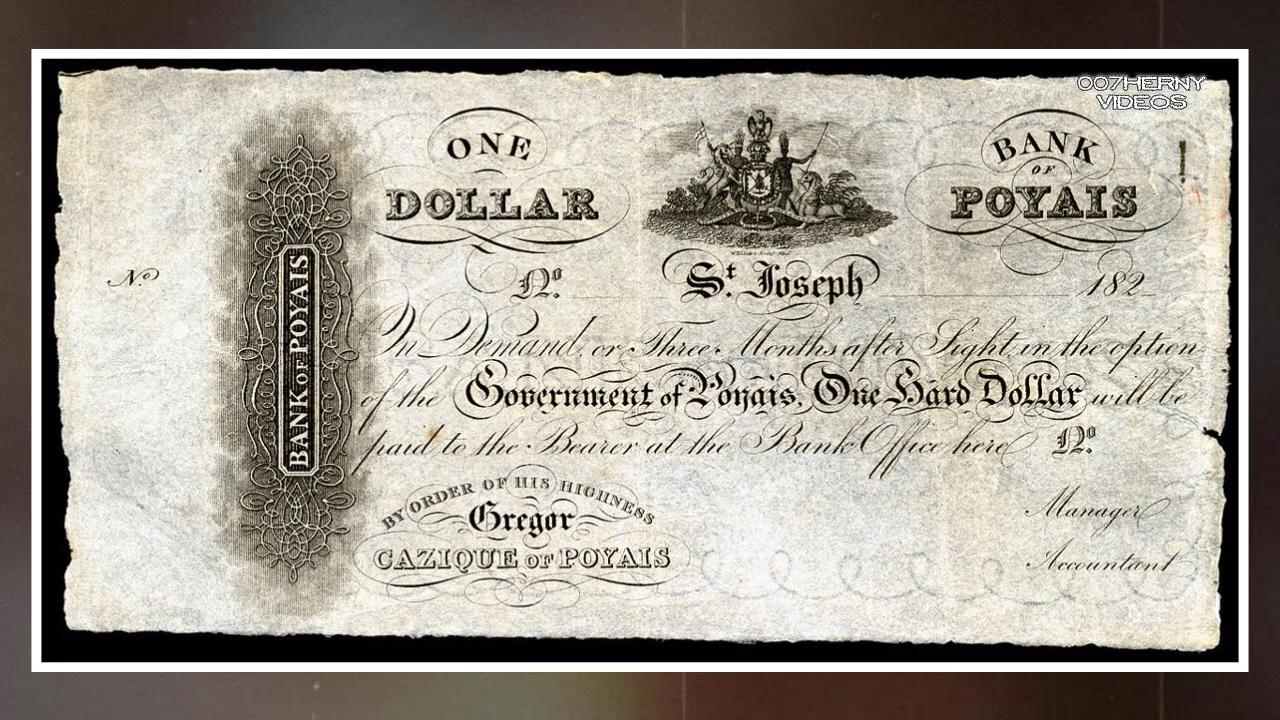 007HERNY
VIDEOS
ONE
DOLLAR
BANK
OF
POYAIS
BANK OF POYAIS
No
No. St. Joseph 182
On Demand, or Three Months after Sight, in the option
of the Government of Poyais, One Hard Dollar will be
paid to the Bearer at the Bank Office here No.
BY ORDER OF HIS HIGHNESS
Gregor
CAZIQUE OF POYAIS
Manager
Accountant